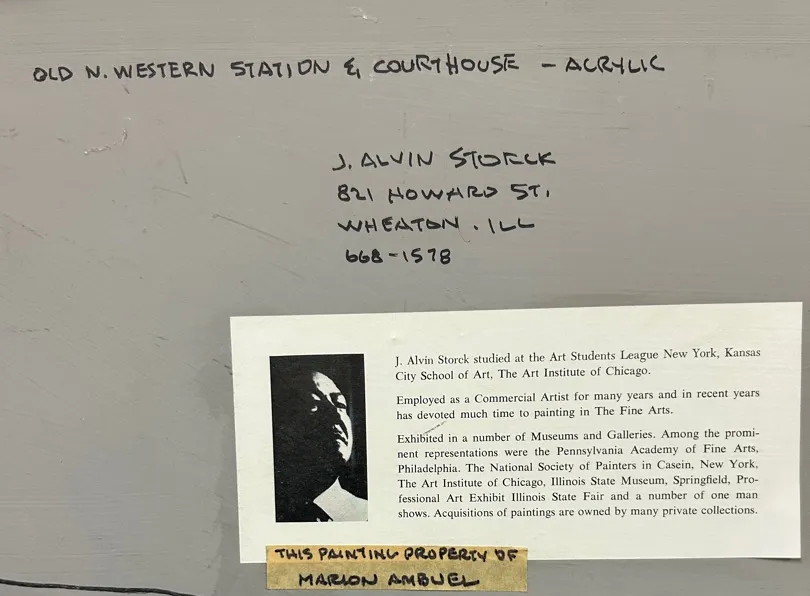 OLD N. WESTERN STATION & COURTHOUSE - ACRYLIC
J. ALVIN STORCK
821 HOWARD ST.
WHEATON. ILL
668-1578
J. Alvin Storck studied at the Art Students League New York, Kansas
City School of Art, The Art Institute of Chicago.
Employed as a Commercial Artist for many years and in recent years
has devoted much time to painting in The Fine Arts.
Exhibited in a number of Museums and Galleries. Among the promi-
nent representations were the Pennsylvania Academy of Fine Arts,
Philadelphia. The National Society of Painters in Casein, New York,
The Art Institute of Chicago, Illinois State Museum, Springfield, Pro-
fessional Art Exhibit Illinois State Fair and a number of one man
shows. Acquisitions of paintings are owned by many private collections.
THIS PAINTING PROPERTY OF
MARION AMBUEL